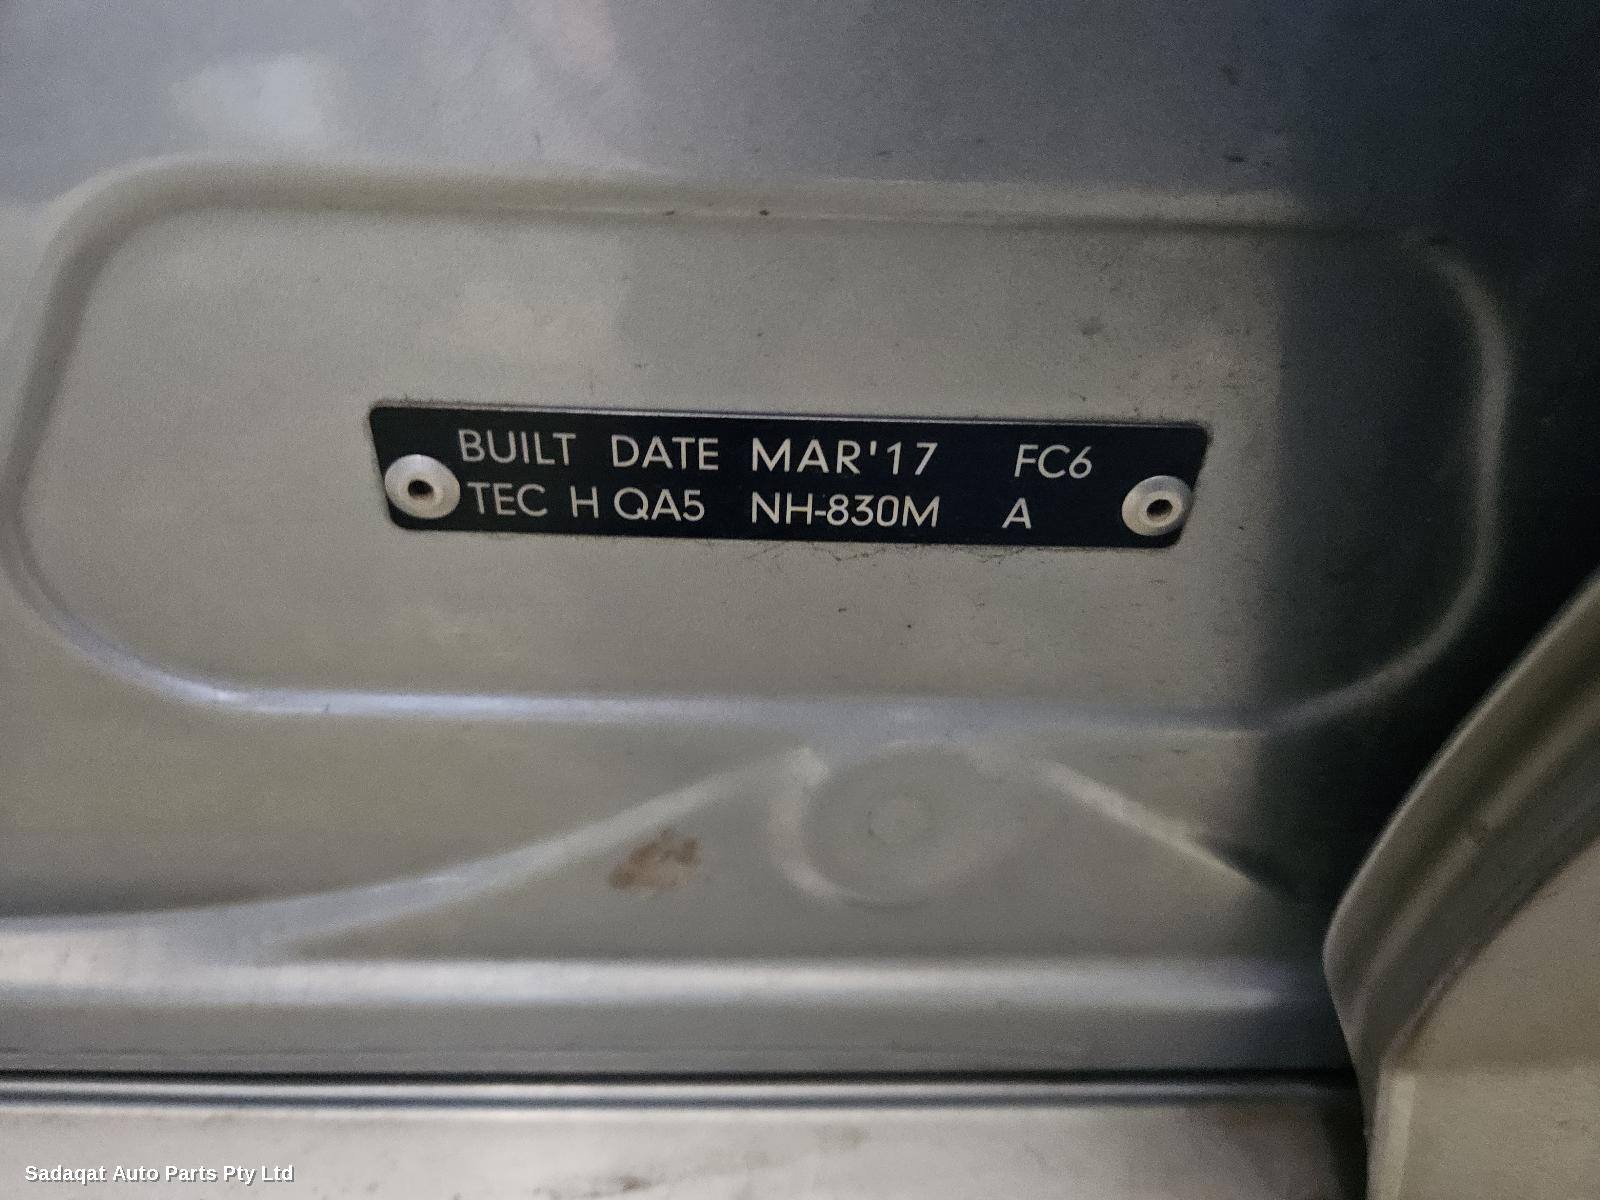 BUILT DATE MAR'17 FC6
TEC H QA5 NH-830M A
Sadaqat Auto Parts Pty Ltd